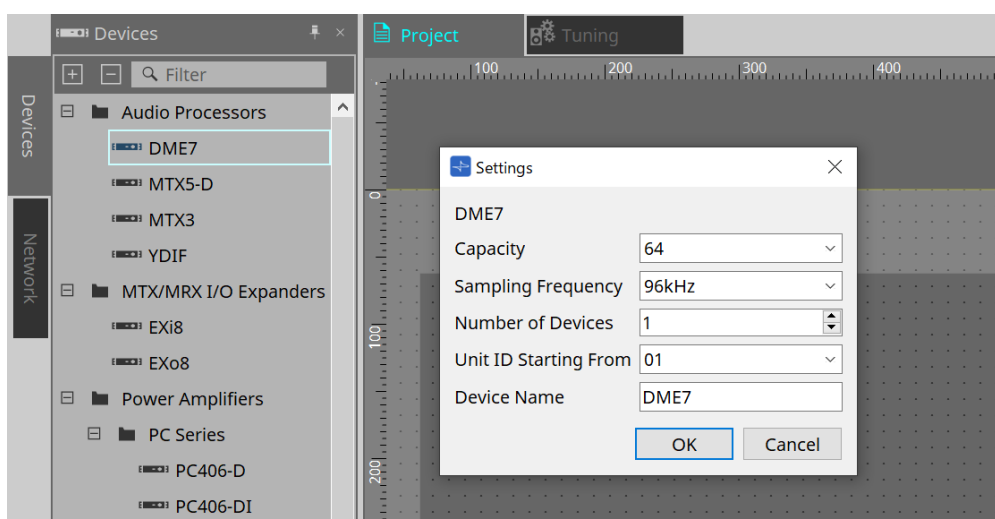 Devices
Project
Tuning
Filter
100
200
300
400
Devices
Network
Audio Processors
DME7
MTX5-D
MTX3
YDIF
MTX/MRX I/O Expanders
EXi8
EXo8
Power Amplifiers
PC Series
PC406-D
PC406-DI
0
100
200
Settings
DME7
Capacity 64
Sampling Frequency 96kHz
Number of Devices 1
Unit ID Starting From 01
Device Name DME7
OK Cancel